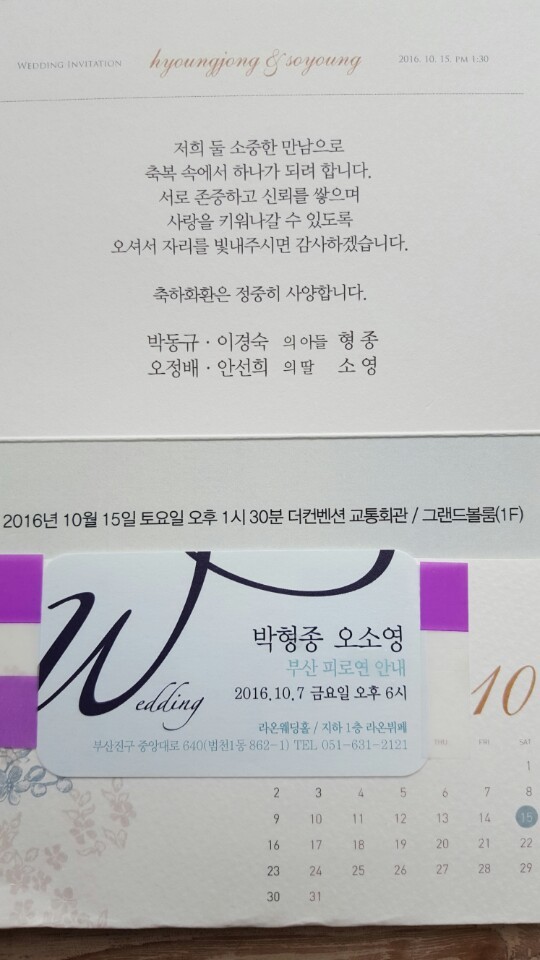 WEDDING INVITATION hyoungjong & soyoung 2016. 10. 15. PM 1:30
저희 둘 소중한 만남으로
축복 속에서 하나가 되려 합니다.
서로 존중하고 신뢰를 쌓으며
사랑을 키워나갈 수 있도록
오셔서 자리를 빛내주시면 감사하겠습니다.
축하화환은 정중히 사양합니다.
박동규 · 이경숙 의 아들 형 종
오정배 · 안선희 의 딸 소 영
2016년 10월 15일 토요일 오후 1시 30분 더컨벤션 교통회관 / 그랜드볼룸(1F)
Wedding
박형종 오소영
부산 피로연 안내
2016.10.7 금요일 오후 6시
라온웨딩홀 / 지하 1층 라온뷔페
부산진구 중앙대로 640(범천1동 862-1) TEL 051-631-2121
10
FRI SAT
1
2 3 4 5 6 7 8
9 10 11 12 13 14 15
16 17 18 19 20 21 22
23 24 25 26 27 28 29
30 31